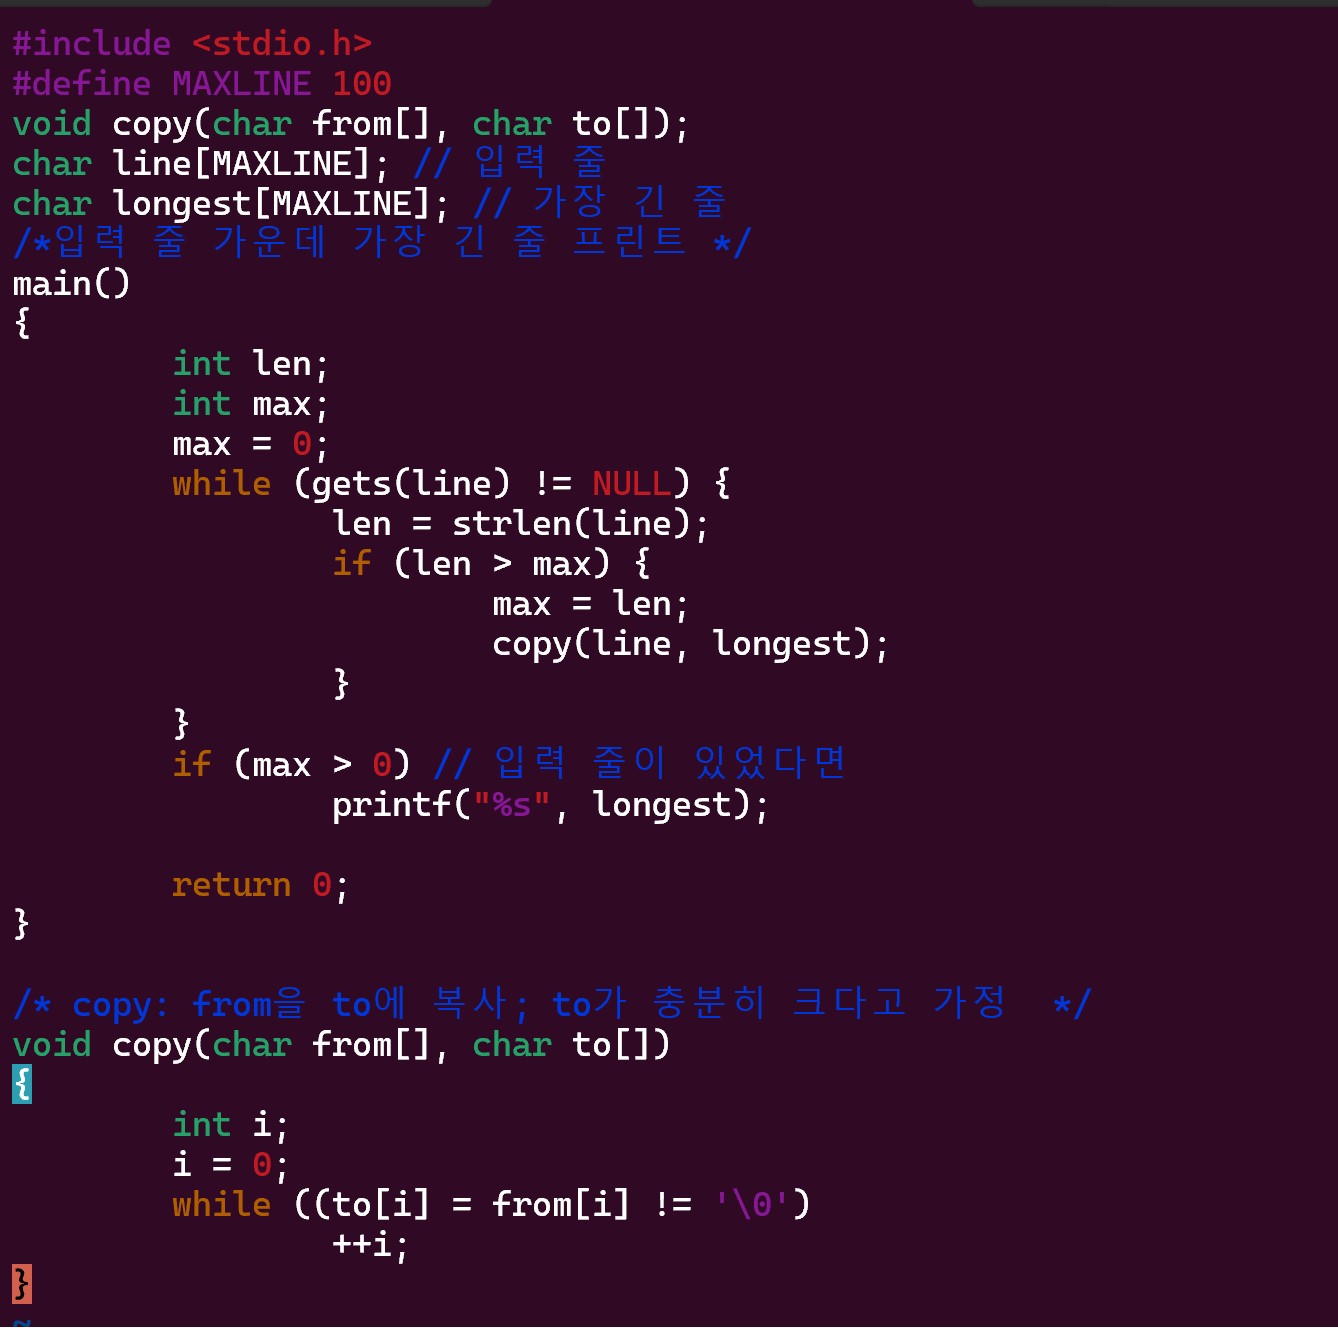 #include <stdio.h>
#define MAXLINE 100
void copy(char from[], char to[]);
char line[MAXLINE]; // 입력 줄
char longest[MAXLINE]; // 가장 긴 줄
/*입력 줄 가운데 가장 긴 줄 프린트 */
main()
{
        int len;
        int max;
        max = 0;
        while (gets(line) != NULL) {
                len = strlen(line);
                if (len > max) {
                        max = len;
                        copy(line, longest);
                }
        }
        if (max > 0) // 입력 줄이 있었다면
                printf("%s", longest);

        return 0;
}

/* copy: from을 to에 복사; to가 충분히 크다고 가정  */
void copy(char from[], char to[])
{
        int i;
        i = 0;
        while ((to[i] = from[i] != '\0')
                ++i;
}
~